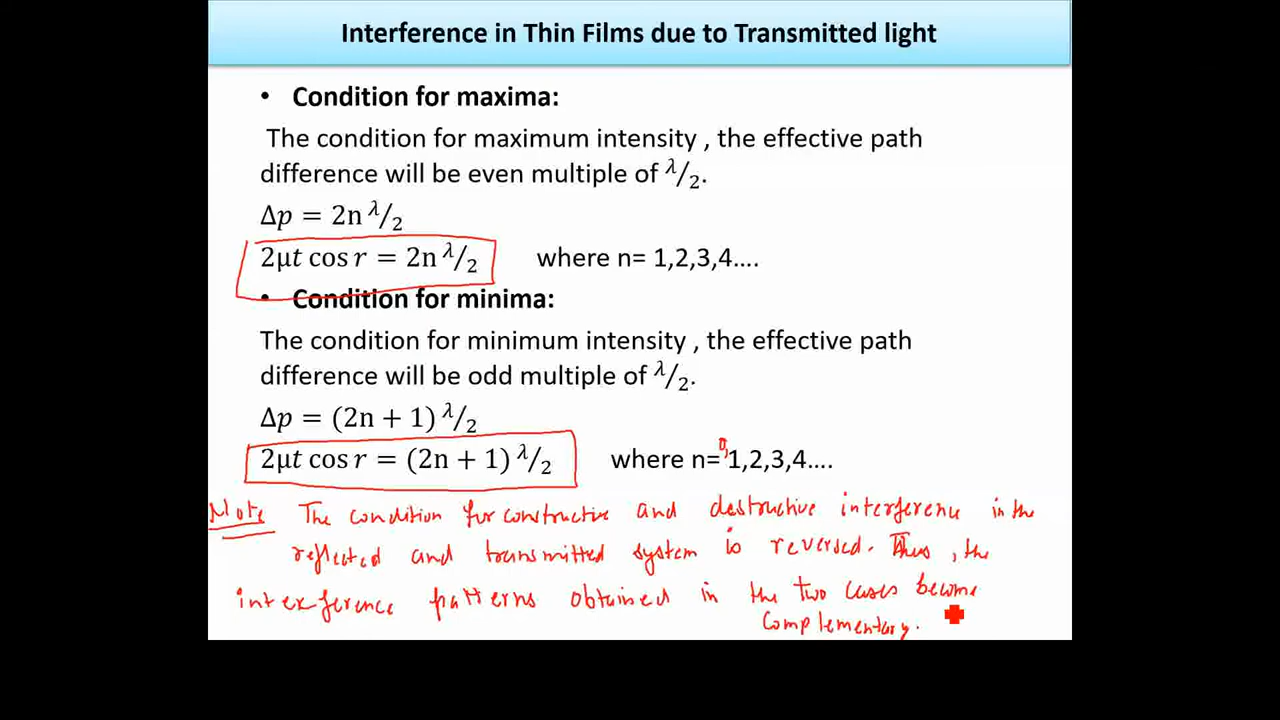 Interference in Thin Films due to Transmitted light
• Condition for maxima:
The condition for maximum intensity , the effective path
difference will be even multiple of λ/2.
Δp = 2n λ/2
2μt cos r = 2n λ/2 where n= 1,2,3,4....
• Condition for minima:
The condition for minimum intensity , the effective path
difference will be odd multiple of λ/2.
Δp = (2n + 1) λ/2
2μt cos r = (2n + 1) λ/2 where n= 0,1,2,3,4....
Note The condition for constructive and destructive interference in the
reflected and transmitted system is reversed. Thus, the
interference patterns obtained in the two cases become
complementary.